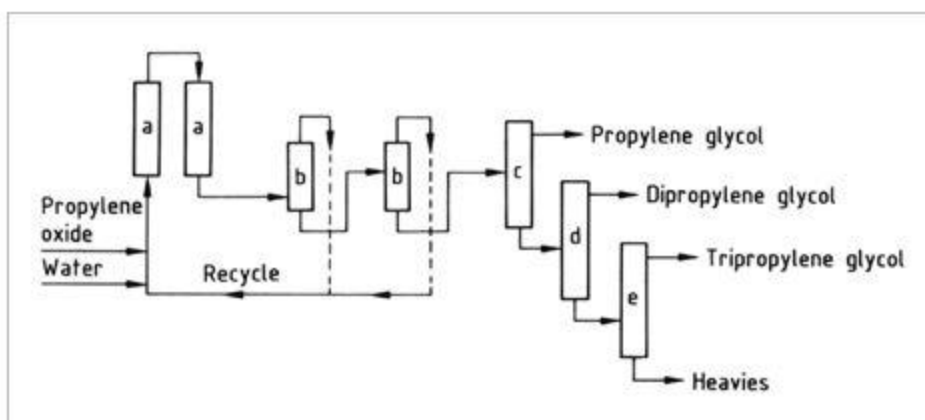 a
a
b
b
c
Propylene glycol
d
Dipropylene glycol
Propylene
oxide
Water
Recycle
e
Tripropylene glycol
Heavies